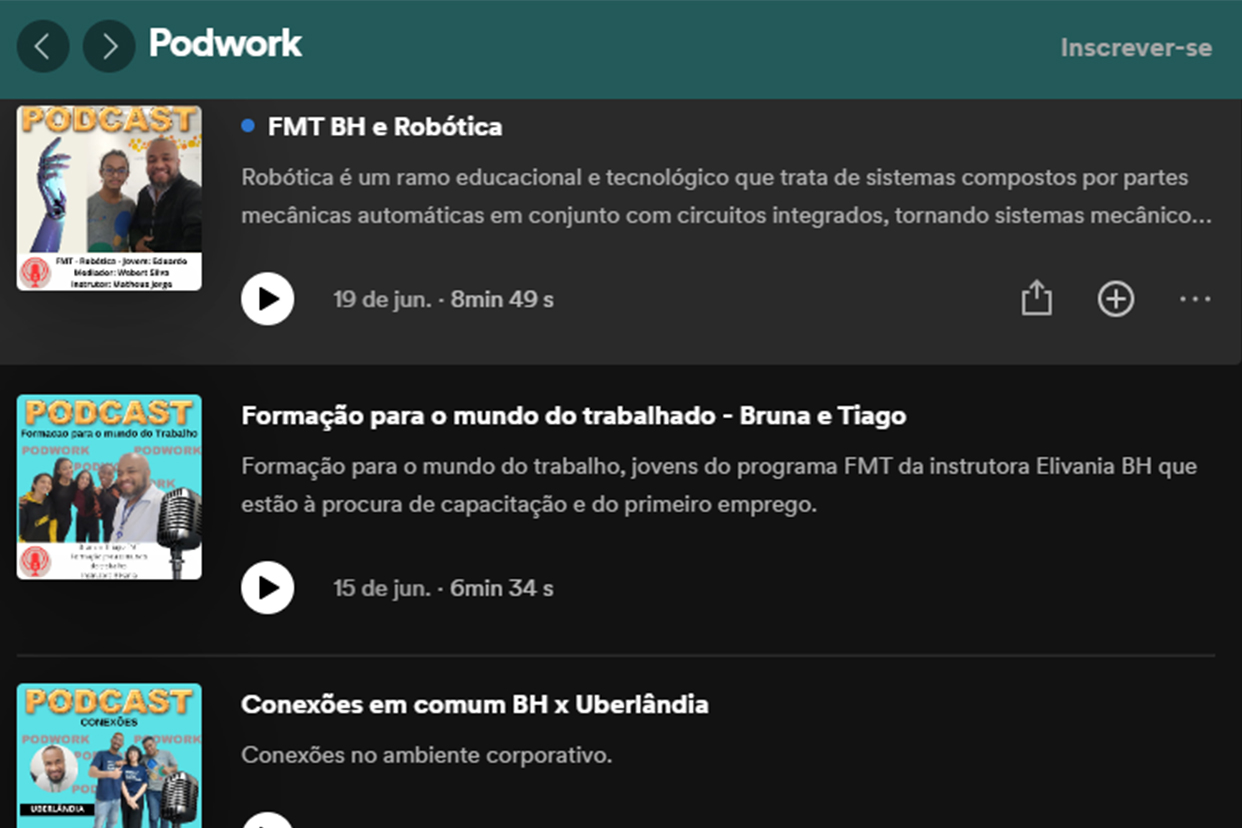 Podwork
Inscrever-se
PODCAST
FMT - Robótica - Jovem: Eduardo
Mediador: Wobert Silva
Instrutor: Matheus Jorge
FMT BH e Robótica
Robótica é um ramo educacional e tecnológico que trata de sistemas compostos por partes
mecânicas automáticas em conjunto com circuitos integrados, tornando sistemas mecânico...
19 de jun. · 8min 49 s
PODCAST
Formacao para o mundo do Trabalho
PODWORK PODWORK
Formação para o mundo do trabalhado - Bruna e Tiago
Formação para o mundo do trabalho, jovens do programa FMT da instrutora Elivania BH que
estão à procura de capacitação e do primeiro emprego.
15 de jun. · 6min 34 s
PODCAST
CONEXÕES
PODWORK PODWORK
UBERLÂNDIA
Conexões em comum BH x Uberlândia
Conexões no ambiente corporativo.